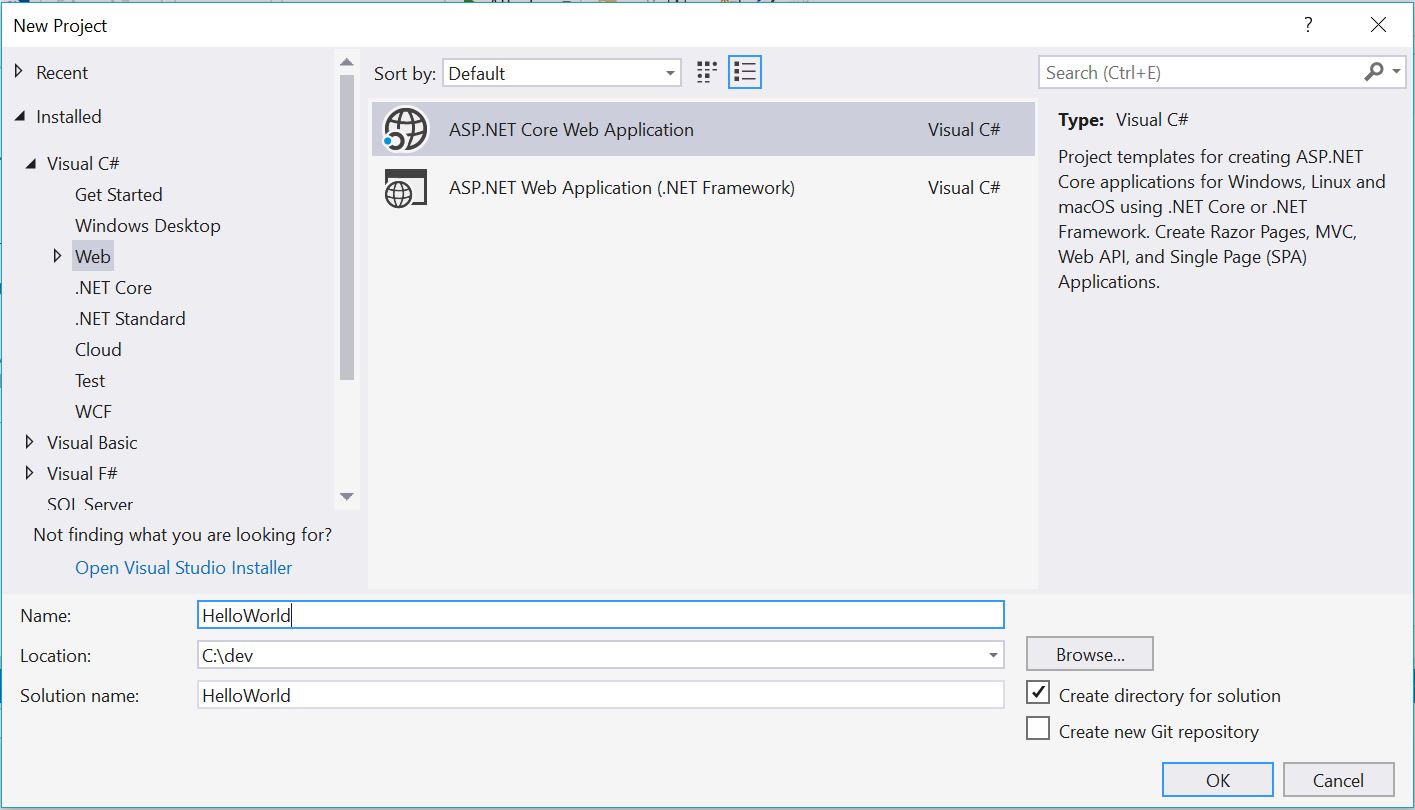 New Project
?
Recent
Installed
Visual C#
Get Started
Windows Desktop
Web
.NET Core
.NET Standard
Cloud
Test
WCF
Visual Basic
Visual F#
SQL Server
Not finding what you are looking for?
Open Visual Studio Installer
Sort by: Default
ASP.NET Core Web Application Visual C#
ASP.NET Web Application (.NET Framework) Visual C#
Search (Ctrl+E)
Type: Visual C#
Project templates for creating ASP.NET
Core applications for Windows, Linux and
macOS using .NET Core or .NET
Framework. Create Razor Pages, MVC,
Web API, and Single Page (SPA)
Applications.
Name: HelloWorld
Location: C:\dev
Browse...
Solution name: HelloWorld
Create directory for solution
Create new Git repository
OK Cancel